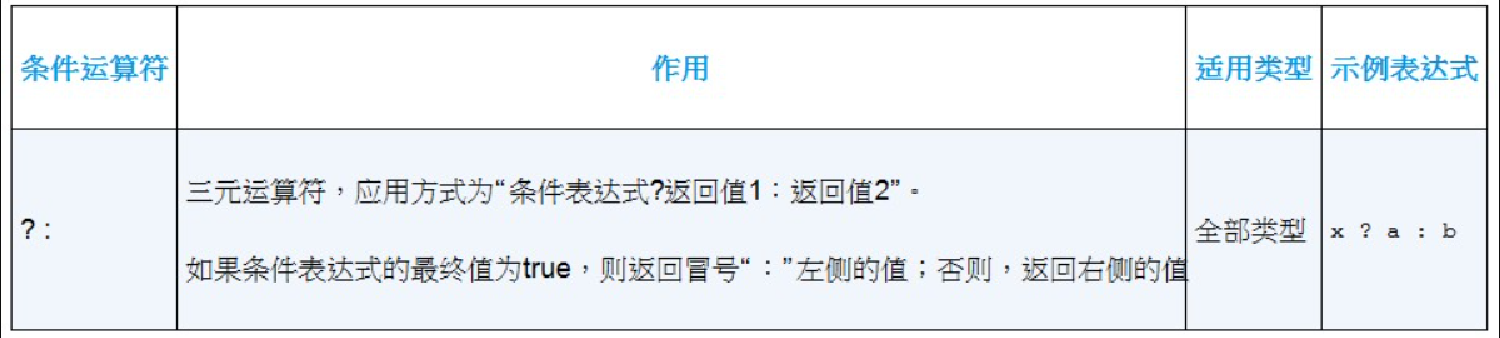 条件运算符 作用 适用类型 示例表达式
三元运算符，应用方式为“条件表达式?返回值1：返回值2”。
? : 全部类型 x ? a : b
如果条件表达式的最终值为true，则返回冒号“：”左侧的值；否则，返回右侧的值